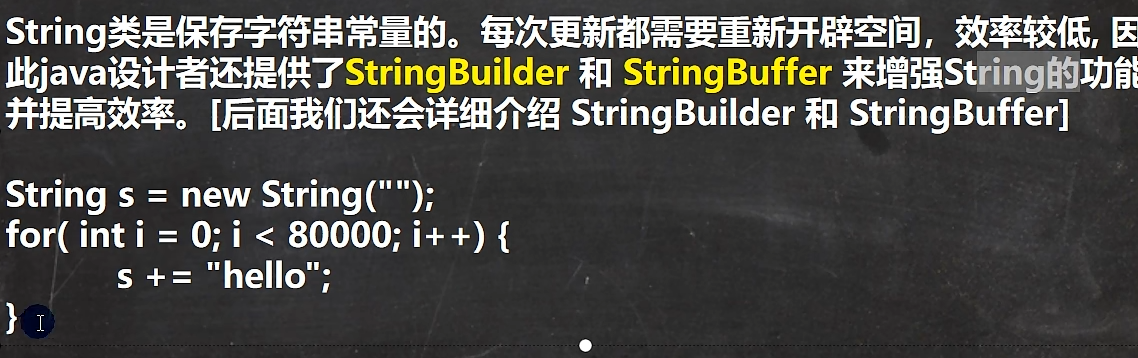 String类是保存字符串常量的。每次更新都需要重新开辟空间，效率较低, 因
此java设计者还提供了StringBuilder 和 StringBuffer 来增强String的功能
并提高效率。[后面我们还会详细介绍 StringBuilder 和 StringBuffer]
String s = new String("");
for( int i = 0; i < 80000; i++) {
s += "hello";
}